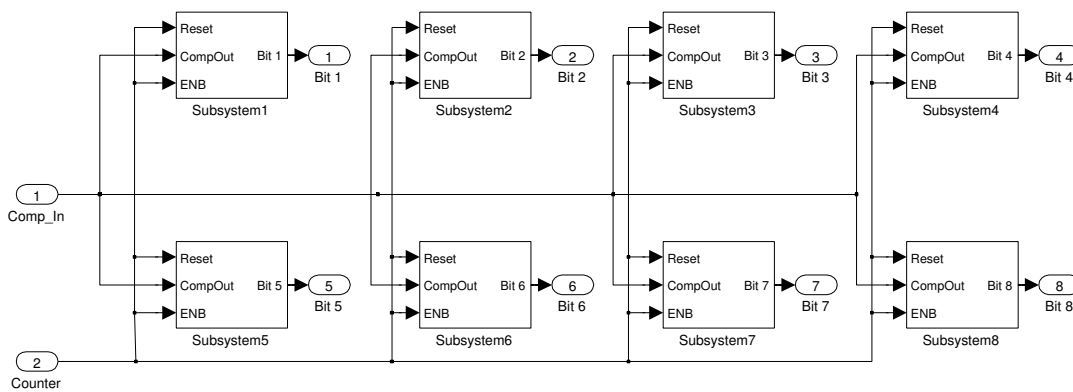 Reset
CompOut
ENB
Bit 1
Subsystem1
1
Bit 1
Reset
CompOut
ENB
Bit 2
Subsystem2
2
Bit 2
Reset
CompOut
ENB
Bit 3
Subsystem3
3
Bit 3
Reset
CompOut
ENB
Bit 4
Subsystem4
4
Bit 4
1
Comp_In
Reset
CompOut
ENB
Bit 5
Subsystem5
5
Bit 5
Reset
CompOut
ENB
Bit 6
Subsystem6
6
Bit 6
Reset
CompOut
ENB
Bit 7
Subsystem7
7
Bit 7
Reset
CompOut
ENB
Bit 8
Subsystem8
8
Bit 8
2
Counter